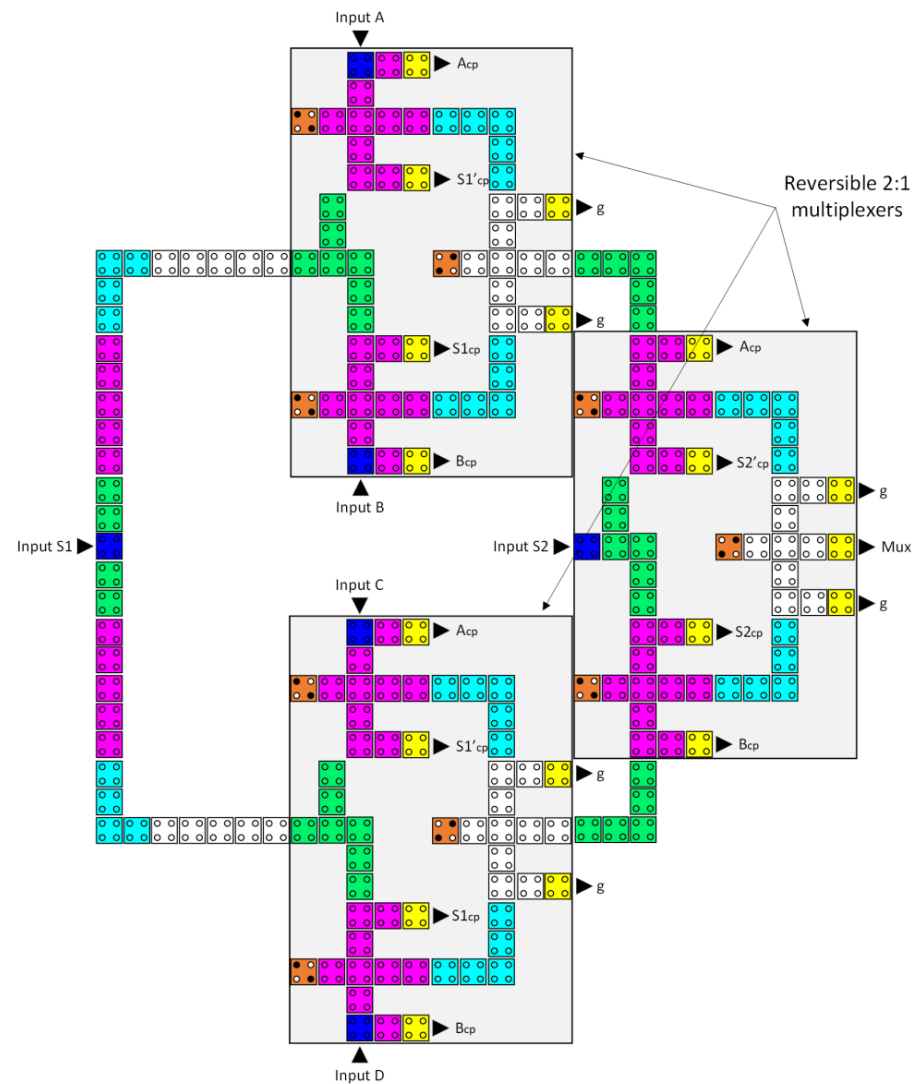 Input A
Acp
S1'cp
Reversible 2:1
multiplexers
g
g
S1cp
Acp
Bcp
S2'cp
Input B
g
Input S1
Input S2
Mux
Input C
g
Acp
S2cp
S1'cp
Bcp
g
g
S1cp
Bcp
Input D